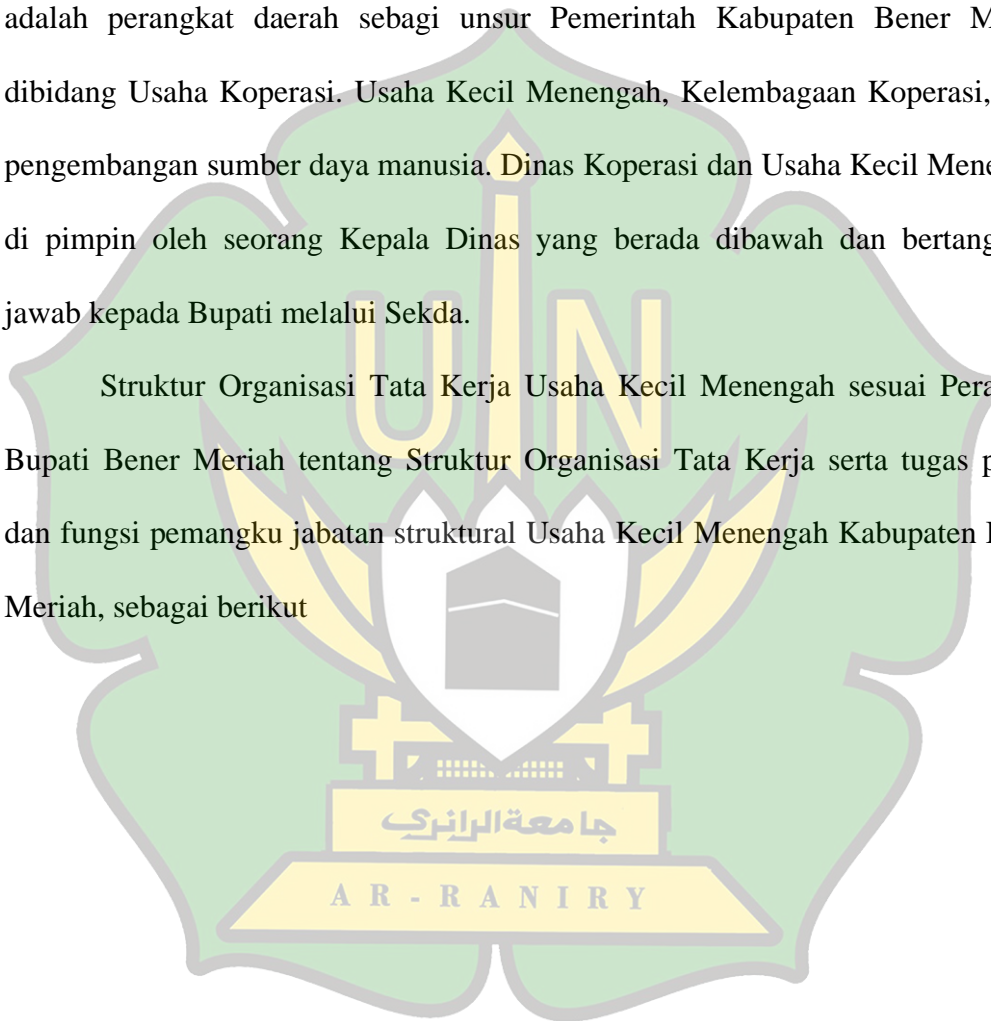 adalah perangkat daerah sebagi unsur Pemerintah Kabupaten Bener
dibidang Usaha Koperasi. Usaha Kecil Menengah, Kelembagaan Koperasi,
pengembangan sumber daya manusia. Dinas Koperasi dan Usaha Kecil
di pimpin oleh seorang Kepala Dinas yang berada dibawah dan
jawab kepada Bupati melalui Sekda.
Struktur Organisasi Tata Kerja Usaha Kecil Menengah sesuai
Bupati Bener Meriah tentang Struktur Organisasi Tata Kerja serta tugas
dan fungsi pemangku jabatan struktural Usaha Kecil Menengah Kabupaten
Meriah, sebagai berikut
UIN
جامعةالرانري
AR-RANIRY